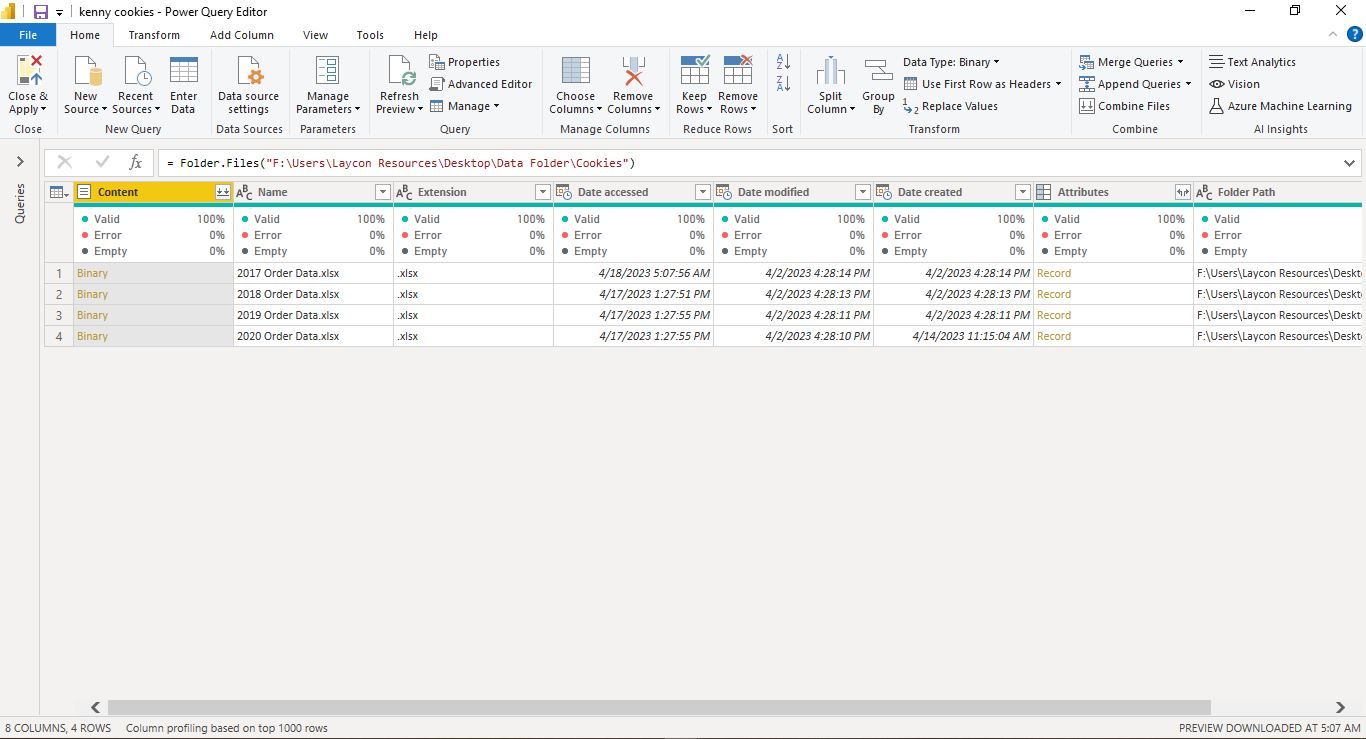 kenny cookies - Power Query Editor
File Home Transform Add Column View Tools Help
Close & Apply New Source Recent Sources Enter Data Data source settings Manage Parameters Refresh Preview Properties Advanced Editor Manage Choose Columns Remove Columns Keep Rows Remove Rows Split Column Group By Data Type: Binary Use First Row as Headers Replace Values Merge Queries Append Queries Combine Files Text Analytics Vision Azure Machine Learning
Close New Query Data Sources Parameters Query Manage Columns Reduce Rows Sort Transform Combine AI Insights
fx = Folder.Files("F:\Users\Laycon Resources\Desktop\Data Folder\Cookies")
Queries
Content ABC Name ABC Extension Date accessed Date modified Date created Attributes ABC Folder Path
Valid 100% Valid 100% Valid 100% Valid 100% Valid 100% Valid 100% Valid 100% Valid
Error 0% Error 0% Error 0% Error 0% Error 0% Error 0% Error 0% Error
Empty 0% Empty 0% Empty 0% Empty 0% Empty 0% Empty 0% Empty 0% Empty
1 Binary 2017 Order Data.xlsx .xlsx 4/18/2023 5:07:56 AM 4/2/2023 4:28:14 PM 4/2/2023 4:28:14 PM Record F:\Users\Laycon Resources\Deskt
2 Binary 2018 Order Data.xlsx .xlsx 4/17/2023 1:27:51 PM 4/2/2023 4:28:13 PM 4/2/2023 4:28:13 PM Record F:\Users\Laycon Resources\Deskt
3 Binary 2019 Order Data.xlsx .xlsx 4/17/2023 1:27:55 PM 4/2/2023 4:28:11 PM 4/2/2023 4:28:11 PM Record F:\Users\Laycon Resources\Deskt
4 Binary 2020 Order Data.xlsx .xlsx 4/17/2023 1:27:55 PM 4/2/2023 4:28:10 PM 4/14/2023 11:15:04 AM Record F:\Users\Laycon Resources\Deskt
8 COLUMNS, 4 ROWS Column profiling based on top 1000 rows PREVIEW DOWNLOADED AT 5:07 AM